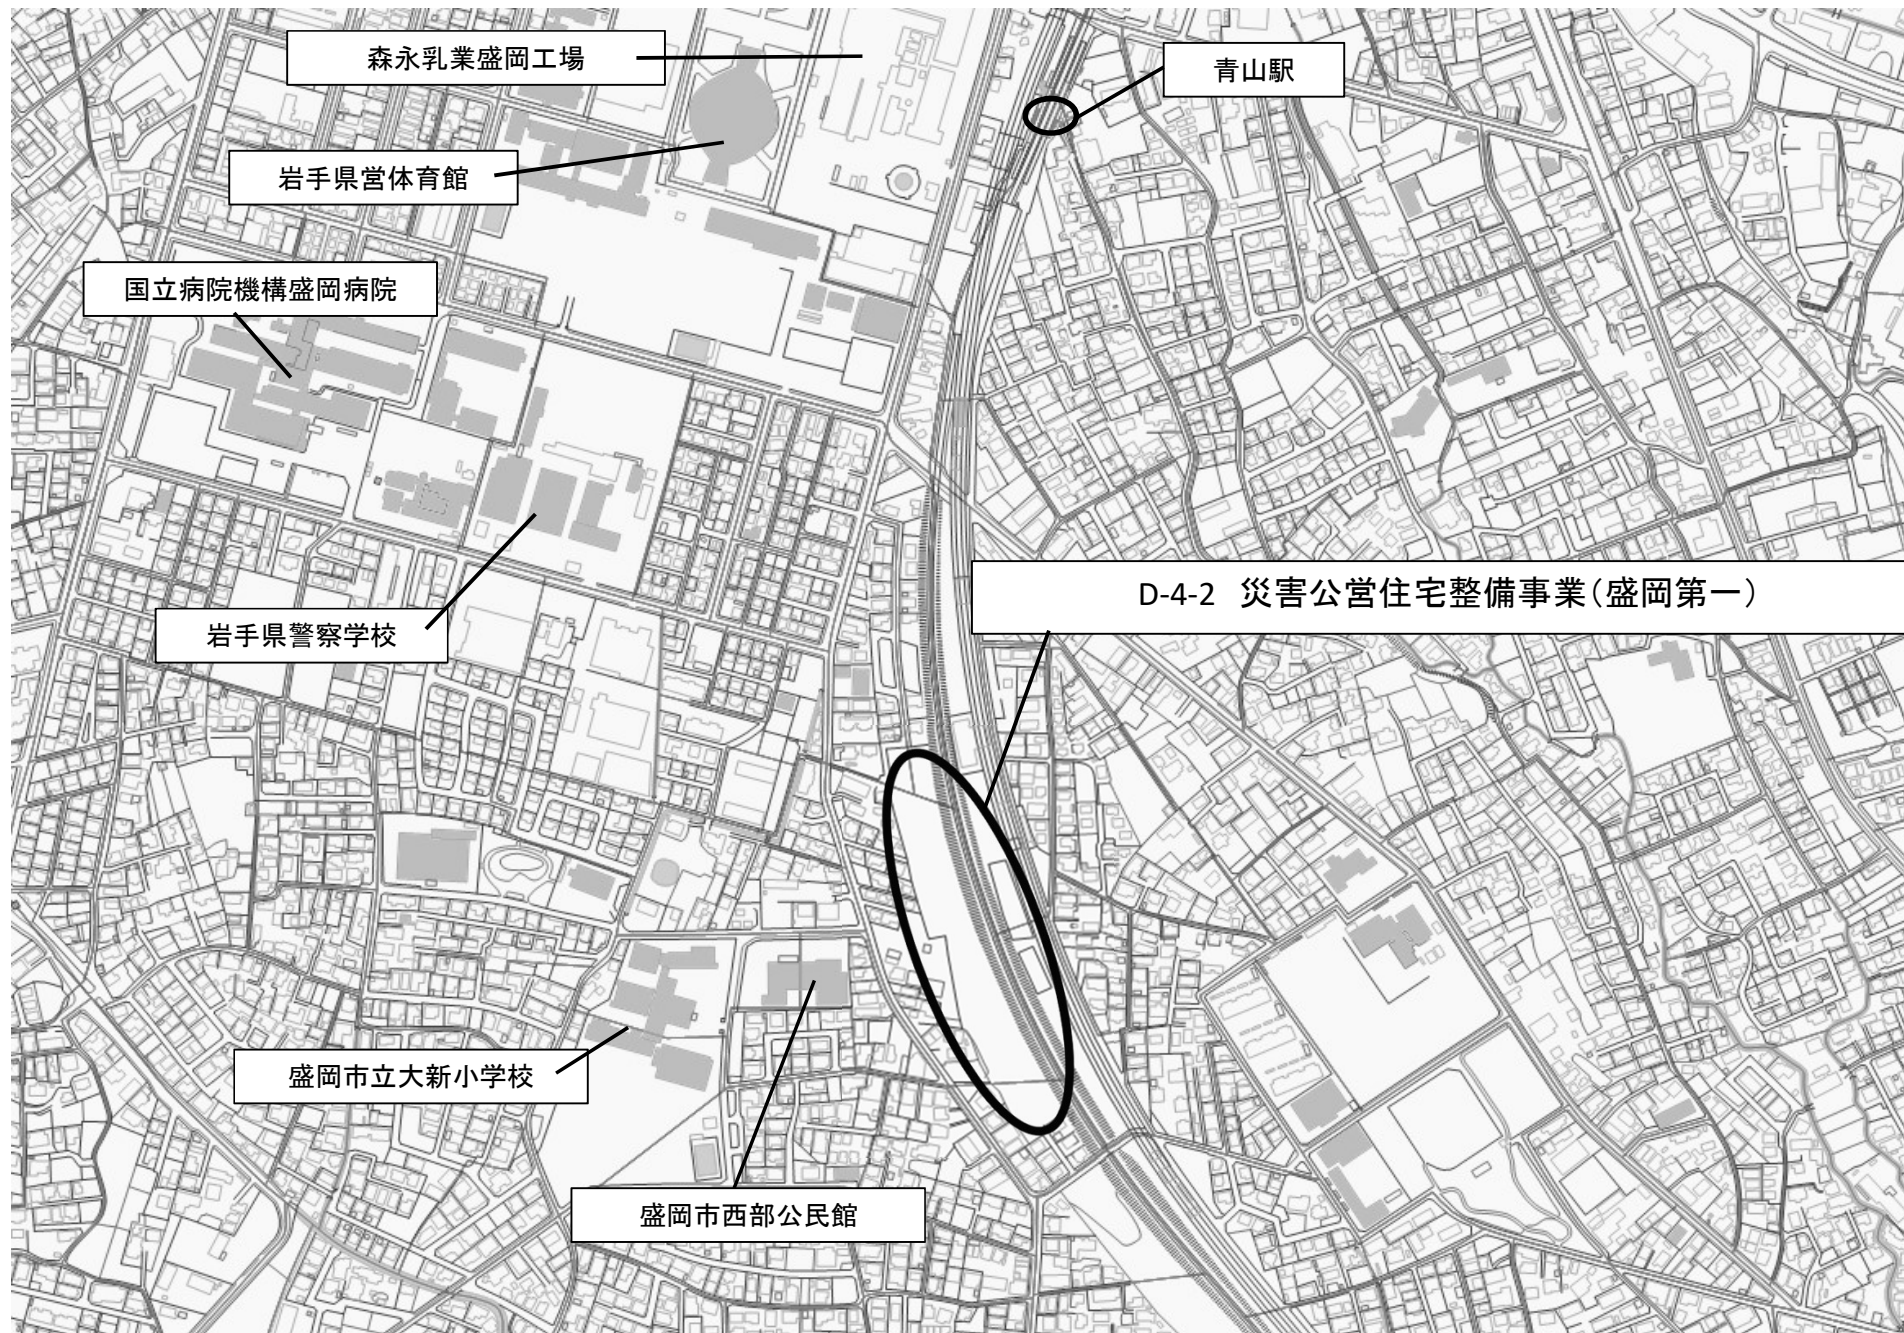 森永乳業盛岡工場
青山駅
岩手県営体育館
国立病院機構盛岡病院
D-4-2　災害公営住宅整備事業（盛岡第一）
岩手県警察学校
盛岡市立大新小学校
盛岡市西部公民館